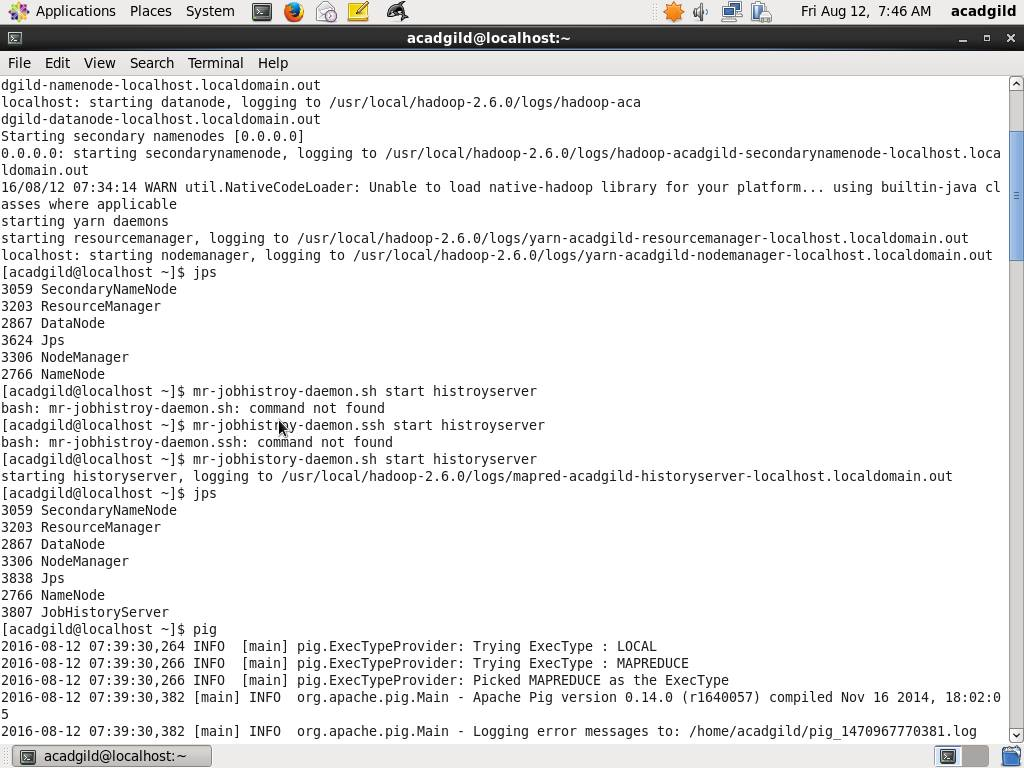 Applications Places System Fri Aug 12, 7:46 AM acadgild
acadgild@localhost:~
File Edit View Search Terminal Help
dgild-namenode-localhost.localdomain.out
localhost: starting datanode, logging to /usr/local/hadoop-2.6.0/logs/hadoop-aca
dgild-datanode-localhost.localdomain.out
Starting secondary namenodes [0.0.0.0]
0.0.0.0: starting secondarynamenode, logging to /usr/local/hadoop-2.6.0/logs/hadoop-acadgild-secondarynamenode-localhost.loca
ldomain.out
16/08/12 07:34:14 WARN util.NativeCodeLoader: Unable to load native-hadoop library for your platform... using builtin-java cl
asses where applicable
starting yarn daemons
starting resourcemanager, logging to /usr/local/hadoop-2.6.0/logs/yarn-acadgild-resourcemanager-localhost.localdomain.out
localhost: starting nodemanager, logging to /usr/local/hadoop-2.6.0/logs/yarn-acadgild-nodemanager-localhost.localdomain.out
[acadgild@localhost ~]$ jps
3059 SecondaryNameNode
3203 ResourceManager
2867 DataNode
3624 Jps
3306 NodeManager
2766 NameNode
[acadgild@localhost ~]$ mr-jobhistroy-daemon.sh start histroyserver
bash: mr-jobhistroy-daemon.sh: command not found
[acadgild@localhost ~]$ mr-jobhistroy-daemon.ssh start histroyserver
bash: mr-jobhistroy-daemon.ssh: command not found
[acadgild@localhost ~]$ mr-jobhistory-daemon.sh start historyserver
starting historyserver, logging to /usr/local/hadoop-2.6.0/logs/mapred-acadgild-historyserver-localhost.localdomain.out
[acadgild@localhost ~]$ jps
3059 SecondaryNameNode
3203 ResourceManager
2867 DataNode
3306 NodeManager
3838 Jps
2766 NameNode
3807 JobHistoryServer
[acadgild@localhost ~]$ pig
2016-08-12 07:39:30,264 INFO  [main] pig.ExecTypeProvider: Trying ExecType : LOCAL
2016-08-12 07:39:30,266 INFO  [main] pig.ExecTypeProvider: Trying ExecType : MAPREDUCE
2016-08-12 07:39:30,266 INFO  [main] pig.ExecTypeProvider: Picked MAPREDUCE as the ExecType
2016-08-12 07:39:30,382 [main] INFO  org.apache.pig.Main - Apache Pig version 0.14.0 (r1640057) compiled Nov 16 2014, 18:02:0
5
2016-08-12 07:39:30,382 [main] INFO  org.apache.pig.Main - Logging error messages to: /home/acadgild/pig_1470967770381.log
acadgild@localhost:~